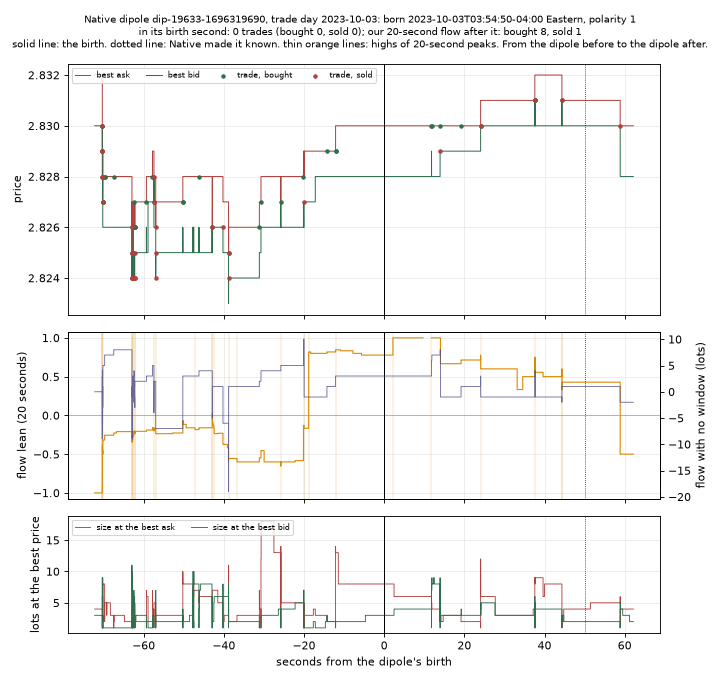 Native dipole dip-19633-1696319690, trade day 2023-10-03: born 2023-10-03T03:54:50-04:00 Eastern, polarity 1
in its birth second: 0 trades (bought 0, sold 0); our 20-second flow after it: bought 8, sold 1
solid line: the birth. dotted line: Native made it known. thin orange lines: highs of 20-second peaks. From the dipole before to the dipole after.
best ask best bid trade, bought trade, sold
2.832
2.830
2.828
2.826
2.824
price
1.0
0.5
0.0
−0.5
−1.0
flow lean (20 seconds)
10
5
0
−5
−10
−15
−20
flow with no window (lots)
size at the best ask size at the best bid
15
10
5
lots at the best price
−60 −40 −20 0 20 40 60
seconds from the dipole's birth